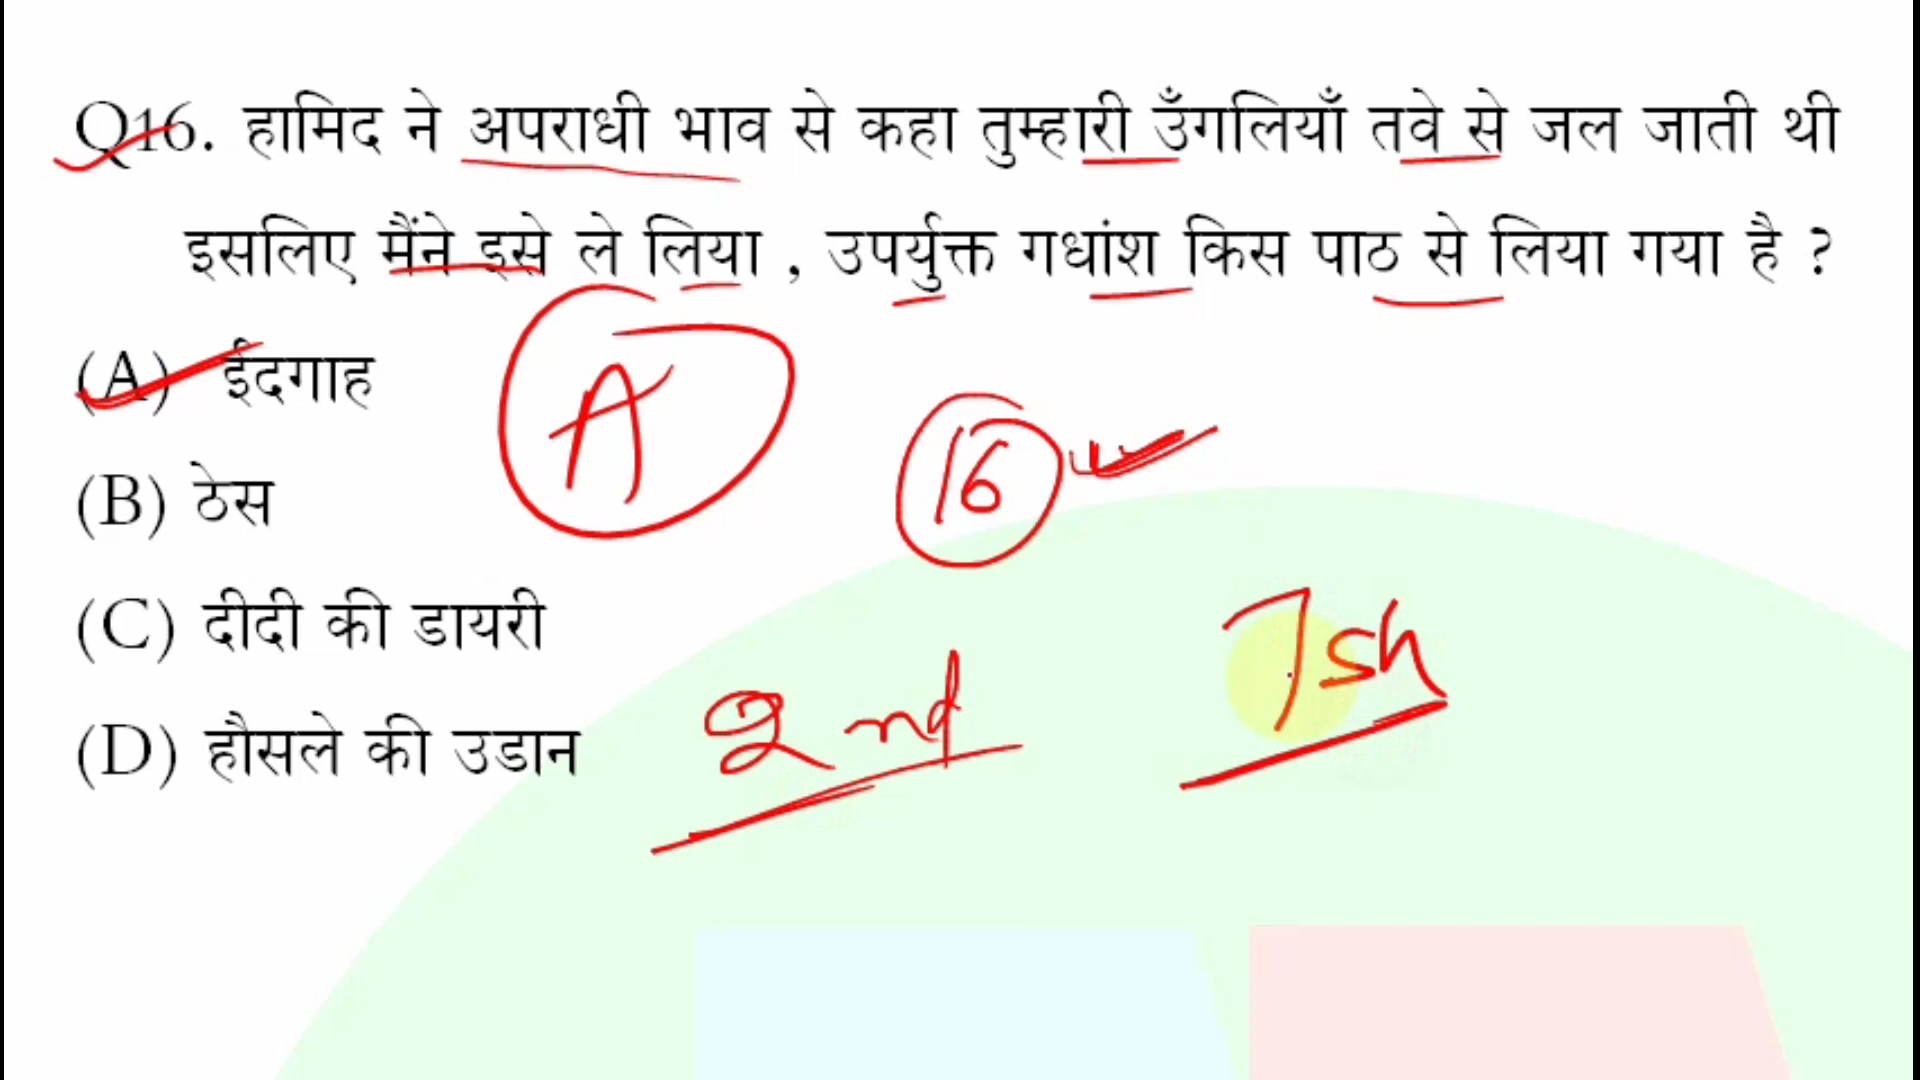 Q16. हामिद ने अपराधी भाव से कहा तुम्हारी उँगलियाँ तवे से जल जाती थी
इसलिए मैंने इसे ले लिया , उपर्युक्त गधांश किस पाठ से लिया गया है ?
(A) ईदगाह
A
16
(B) ठेस
(C) दीदी की डायरी
(D) हौसले की उडान
2nd